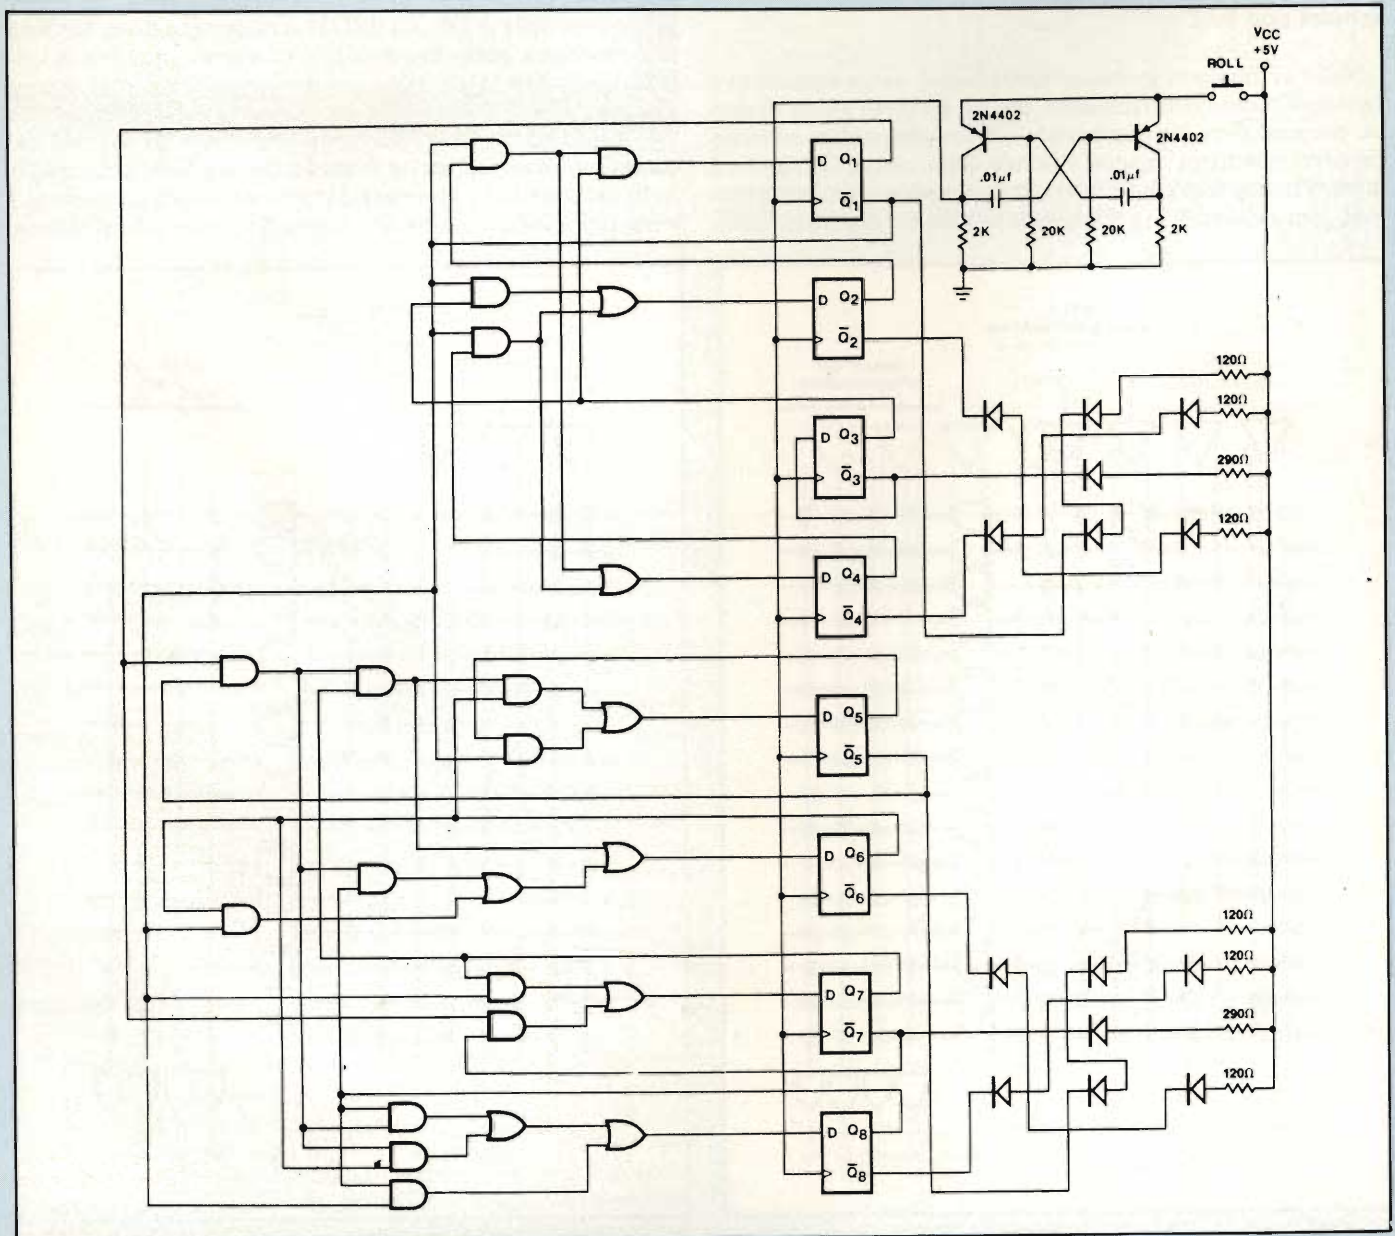 VCC
+5V
ROLL
2N4402
2N4402
.01µf
.01µf
2K
20K
20K
2K
D Q1
Q̅1
D Q2
Q̅2
120Ω
120Ω
D Q3
Q̅3
290Ω
120Ω
D Q4
Q̅4
D Q5
Q̅5
D Q6
Q̅6
120Ω
120Ω
D Q7
Q̅7
290Ω
120Ω
D Q8
Q̅8